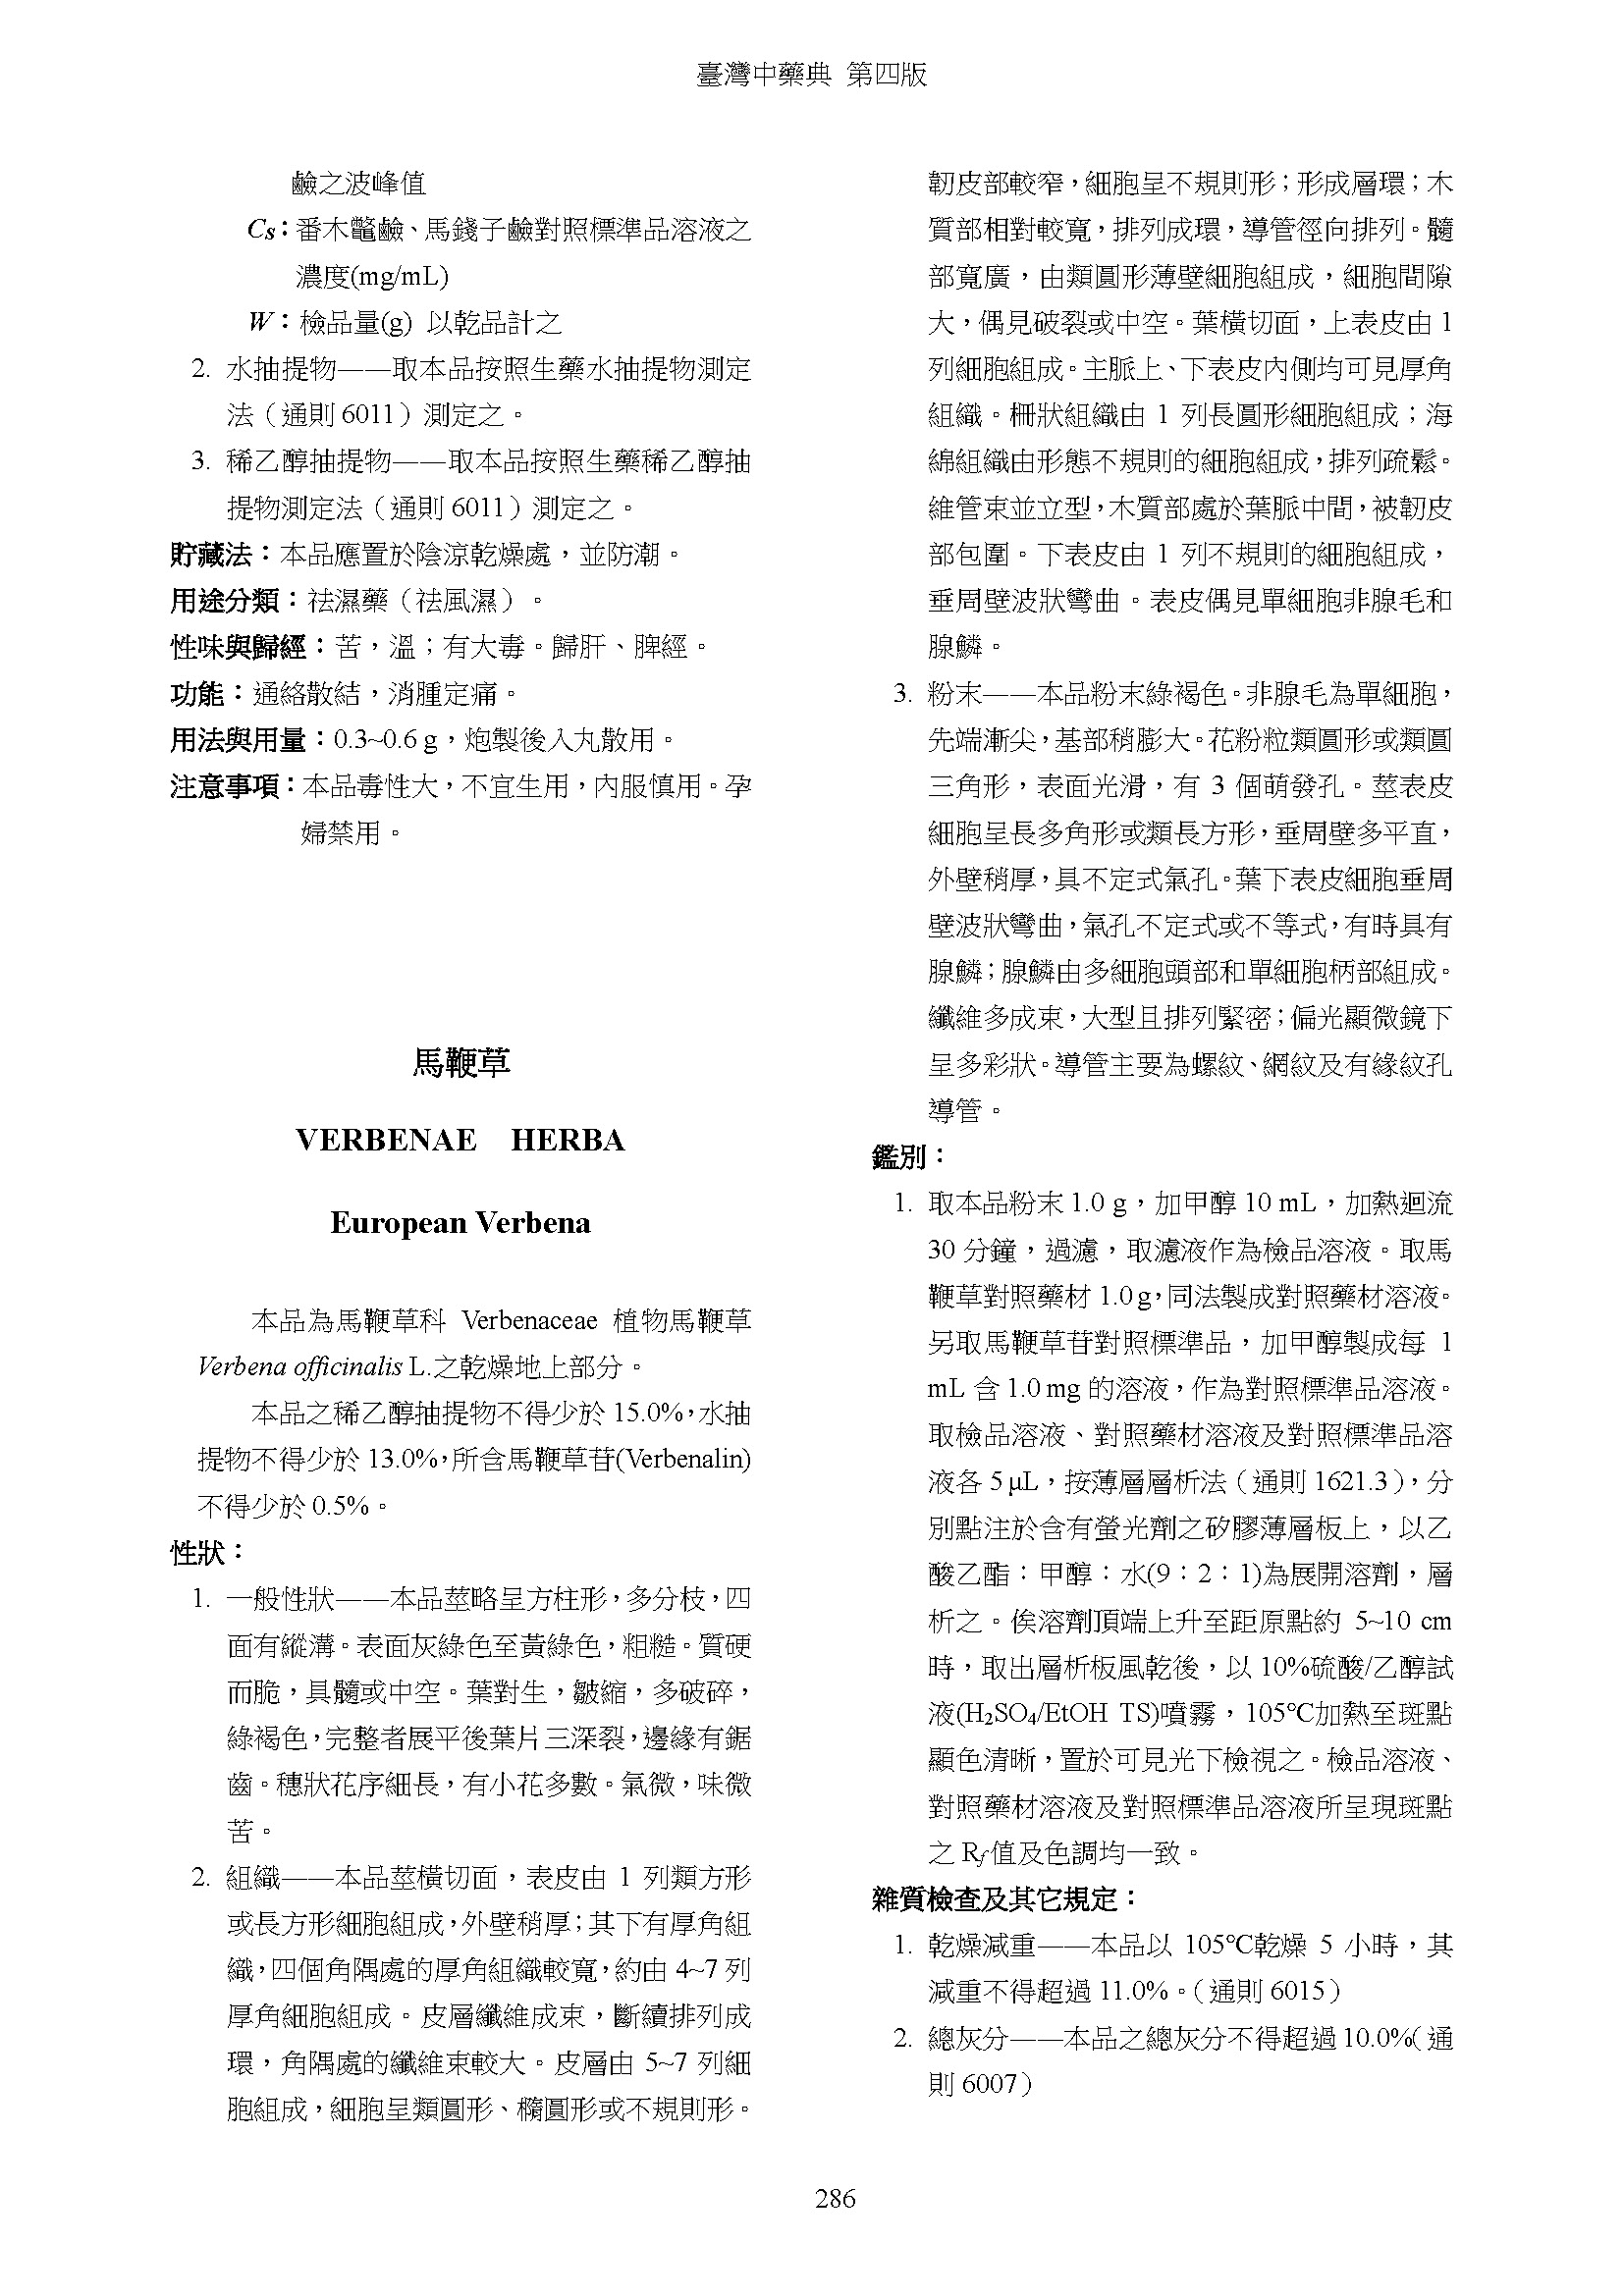 臺灣中藥典 第四版
鹼之波峰值
Cs：番木鼈鹼、馬錢子鹼對照標準品溶液之
濃度(mg/mL)
W：檢品量(g) 以乾品計之
2. 水抽提物——取本品按照生藥水抽提物測定
法（通則 6011）測定之。
3. 稀乙醇抽提物——取本品按照生藥稀乙醇抽
提物測定法（通則 6011）測定之。
貯藏法：本品應置於陰涼乾燥處，並防潮。
用途分類：祛濕藥（祛風濕）。
性味與歸經：苦，溫；有大毒。歸肝、脾經。
功能：通絡散結，消腫定痛。
用法與用量：0.3~0.6 g，炮製後入丸散用。
注意事項：本品毒性大，不宜生用，內服慎用。孕
婦禁用。
馬鞭草
VERBENAE HERBA
European Verbena
本品為馬鞭草科 Verbenaceae 植物馬鞭草
Verbena officinalis L.之乾燥地上部分。
本品之稀乙醇抽提物不得少於 15.0%，水抽
提物不得少於 13.0%，所含馬鞭草苷(Verbenalin)
不得少於 0.5%。
性狀：
1. 一般性狀——本品莖略呈方柱形，多分枝，四
面有縱溝。表面灰綠色至黃綠色，粗糙。質硬
而脆，具髓或中空。葉對生，皺縮，多破碎，
綠褐色，完整者展平後葉片三深裂，邊緣有鋸
齒。穗狀花序細長，有小花多數。氣微，味微
苦。
2. 組織——本品莖橫切面，表皮由 1 列類方形
或長方形細胞組成，外壁稍厚；其下有厚角組
織，四個角隅處的厚角組織較寬，約由 4~7 列
厚角細胞組成。皮層纖維成束，斷續排列成
環，角隅處的纖維束較大。皮層由 5~7 列細
胞組成，細胞呈類圓形、橢圓形或不規則形。
韌皮部較窄，細胞呈不規則形；形成層環；木
質部相對較寬，排列成環，導管徑向排列。髓
部寬廣，由類圓形薄壁細胞組成，細胞間隙
大，偶見破裂或中空。葉橫切面，上表皮由 1
列細胞組成。主脈上、下表皮內側均可見厚角
組織。柵狀組織由 1 列長圓形細胞組成；海
綿組織由形態不規則的細胞組成，排列疏鬆。
維管束並立型，木質部處於葉脈中間，被韌皮
部包圍。下表皮由 1 列不規則的細胞組成，
垂周壁波狀彎曲。表皮偶見單細胞非腺毛和
腺鱗。
3. 粉末——本品粉末綠褐色。非腺毛為單細胞，
先端漸尖，基部稍膨大。花粉粒類圓形或類圓
三角形，表面光滑，有 3 個萌發孔。莖表皮
細胞呈長多角形或類長方形，垂周壁多平直，
外壁稍厚，具不定式氣孔。葉下表皮細胞垂周
壁波狀彎曲，氣孔不定式或不等式，有時具有
腺鱗；腺鱗由多細胞頭部和單細胞柄部組成。
纖維多成束，大型且排列緊密；偏光顯微鏡下
呈多彩狀。導管主要為螺紋、網紋及有緣紋孔
導管。
鑑別：
1. 取本品粉末 1.0 g，加甲醇 10 mL，加熱迴流
30 分鐘，過濾，取濾液作為檢品溶液。取馬
鞭草對照藥材 1.0 g，同法製成對照藥材溶液。
另取馬鞭草苷對照標準品，加甲醇製成每 1
mL 含 1.0 mg 的溶液，作為對照標準品溶液。
取檢品溶液、對照藥材溶液及對照標準品溶
液各 5 μL，按薄層層析法（通則 1621.3），分
別點注於含有螢光劑之矽膠薄層板上，以乙
酸乙酯：甲醇：水(9：2：1)為展開溶劑，層
析之。俟溶劑頂端上升至距原點約 5~10 cm
時，取出層析板風乾後，以 10%硫酸/乙醇試
液(H₂SO₄/EtOH TS)噴霧，105℃加熱至斑點
顯色清晰，置於可見光下檢視之。檢品溶液、
對照藥材溶液及對照標準品溶液所呈現斑點
之 Rf值及色調均一致。
雜質檢查及其它規定：
1. 乾燥減重——本品以 105℃乾燥 5 小時，其
減重不得超過 11.0%。（通則 6015）
2. 總灰分——本品之總灰分不得超過 10.0%（通
則 6007）
286